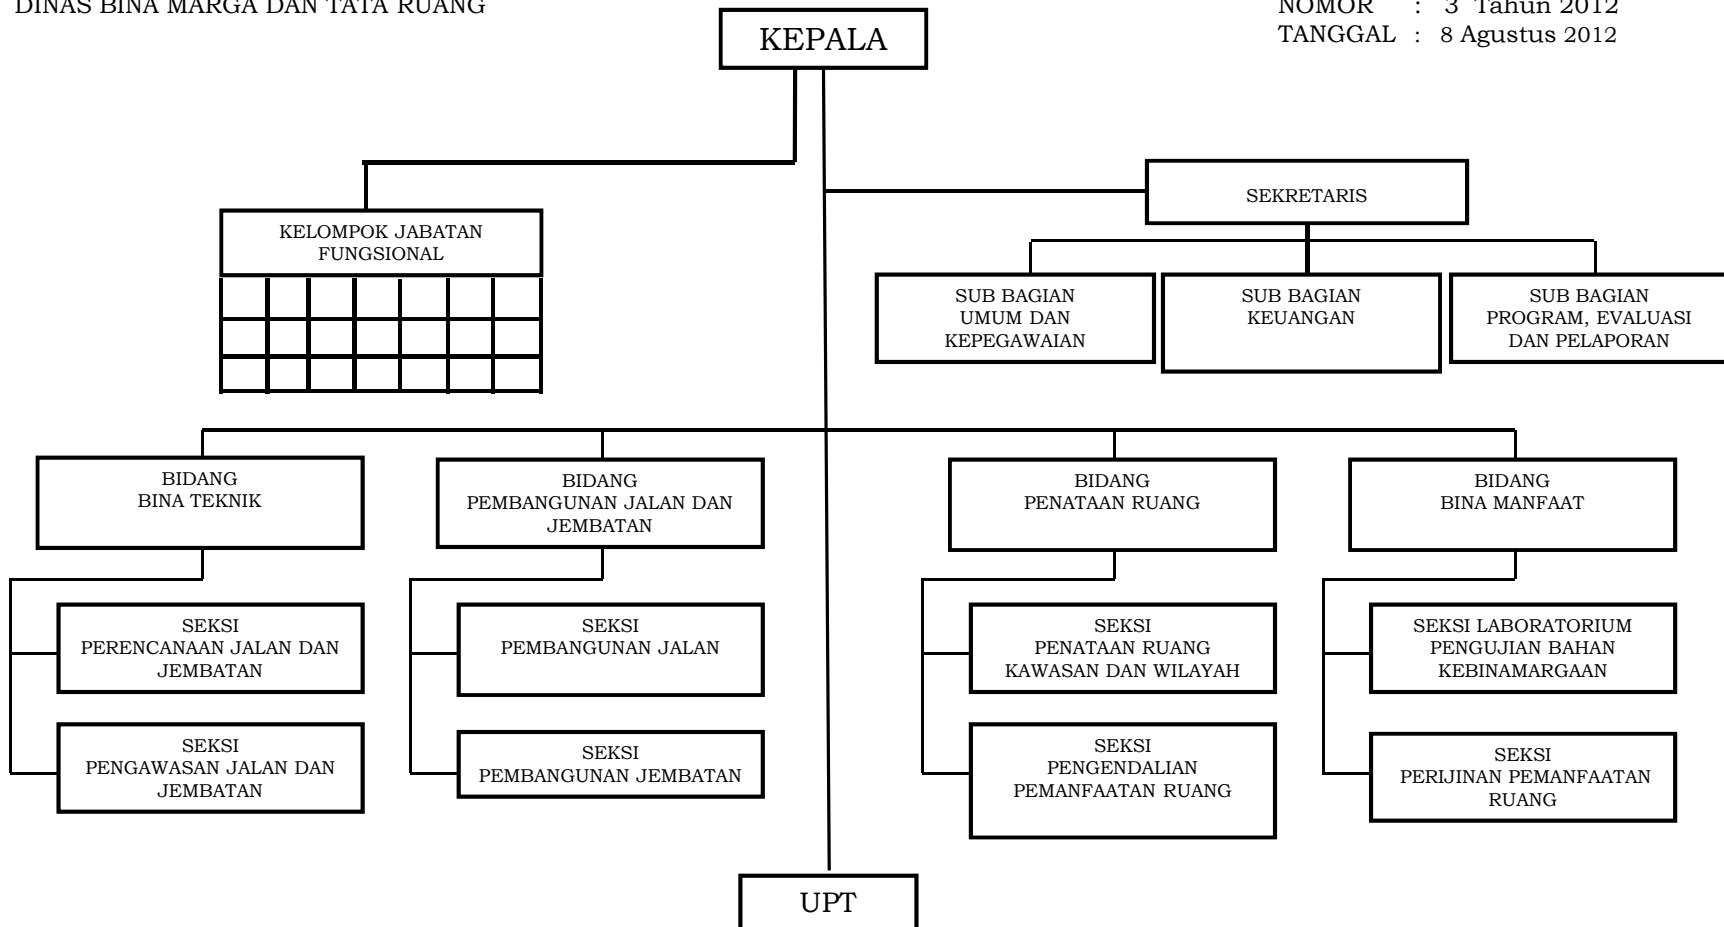 DINAS BINA MARGA DAN TATA RUANG
NOMOR : 3 Tahun 2012
TANGGAL : 8 Agustus 2012
KEPALA
SEKRETARIS
KELOMPOK JABATAN
FUNGSIONAL
SUB BAGIAN
UMUM DAN
KEPEGAWAIAN
SUB BAGIAN
KEUANGAN
SUB BAGIAN
PROGRAM, EVALUASI
DAN PELAPORAN
BIDANG
BINA TEKNIK
BIDANG
PEMBANGUNAN JALAN DAN
JEMBATAN
BIDANG
PENATAAN RUANG
BIDANG
BINA MANFAAT
SEKSI
PERENCANAAN JALAN DAN
JEMBATAN
SEKSI
PEMBANGUNAN JALAN
SEKSI
PENATAAN RUANG
KAWASAN DAN WILAYAH
SEKSI LABORATORIUM
PENGUJIAN BAHAN
KEBINAMARGAAN
SEKSI
PENGAWASAN JALAN DAN
JEMBATAN
SEKSI
PEMBANGUNAN JEMBATAN
SEKSI
PENGENDALIAN
PEMANFAATAN RUANG
SEKSI
PERIJINAN PEMANFAATAN
RUANG
UPT